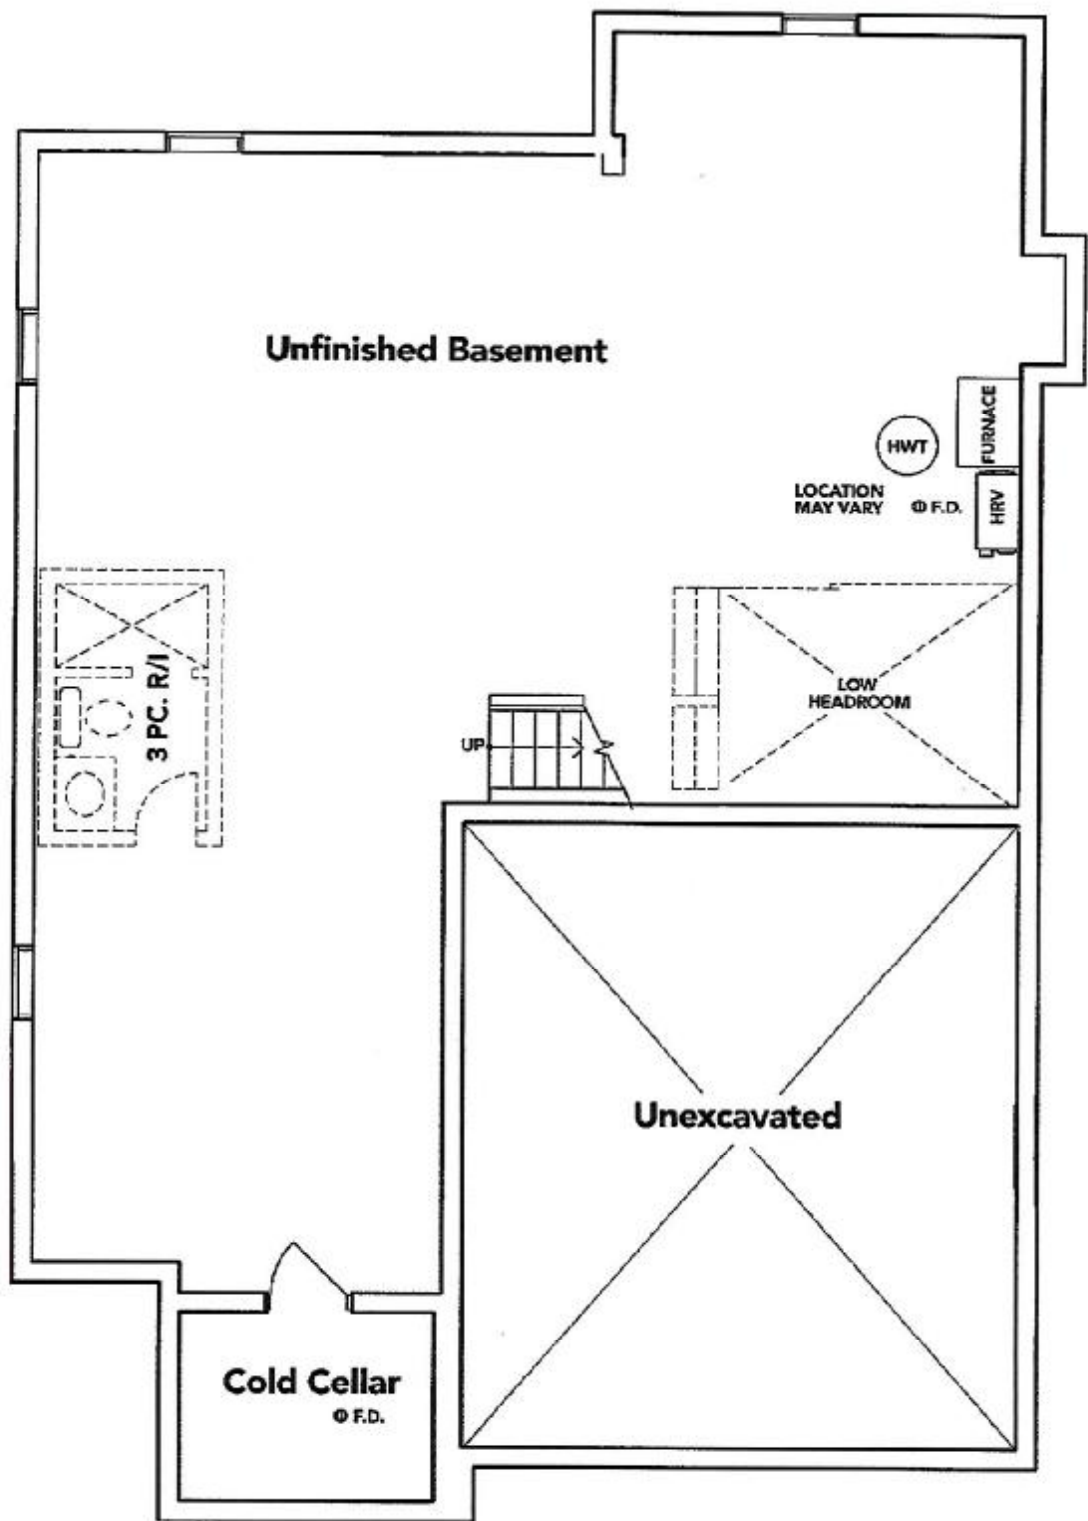 Unfinished Basement
FURNACE
HWT
LOCATION
MAY VARY
Φ F.D.
HRV
3 PC. R/I
LOW
HEADROOM
UP
Unexcavated
Cold Cellar
Φ F.D.